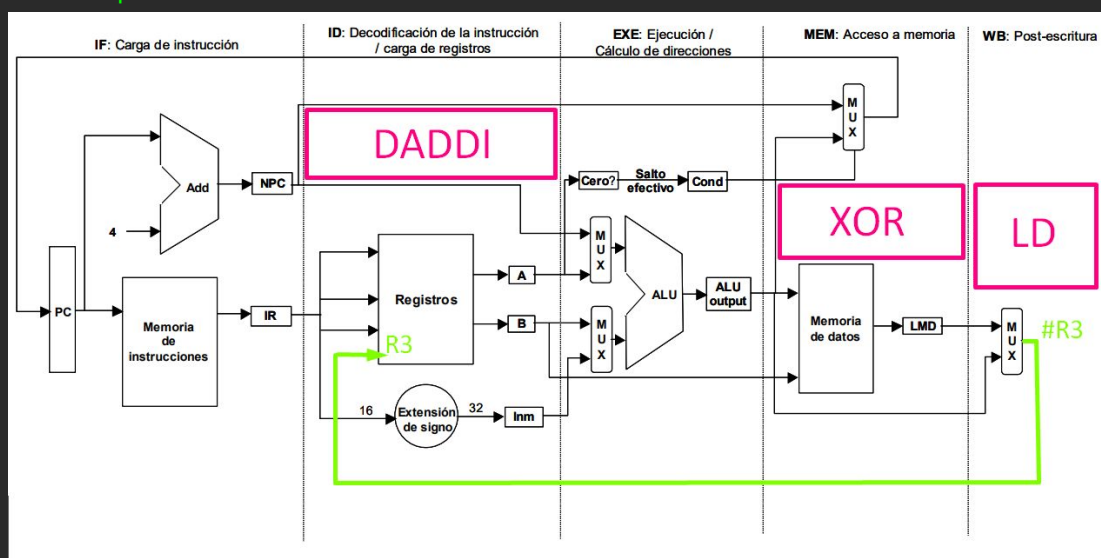 IF: Carga de instrucción
ID: Decodificación de la instrucción
/ carga de registros
EXE: Ejecución /
Cálculo de direcciones
MEM: Acceso a memoria
WB: Post-escritura
DADDI
XOR
LD
M
U
X
Add
NPC
4
Cero?
Salto
efectivo
Cond
PC
Memoria
de
instrucciones
IR
Registros
R3
A
B
M
U
X
M
U
X
ALU
ALU
output
Memoria
de datos
LMD
M
U
X
#R3
16
Extensión
de signo
32
Inm